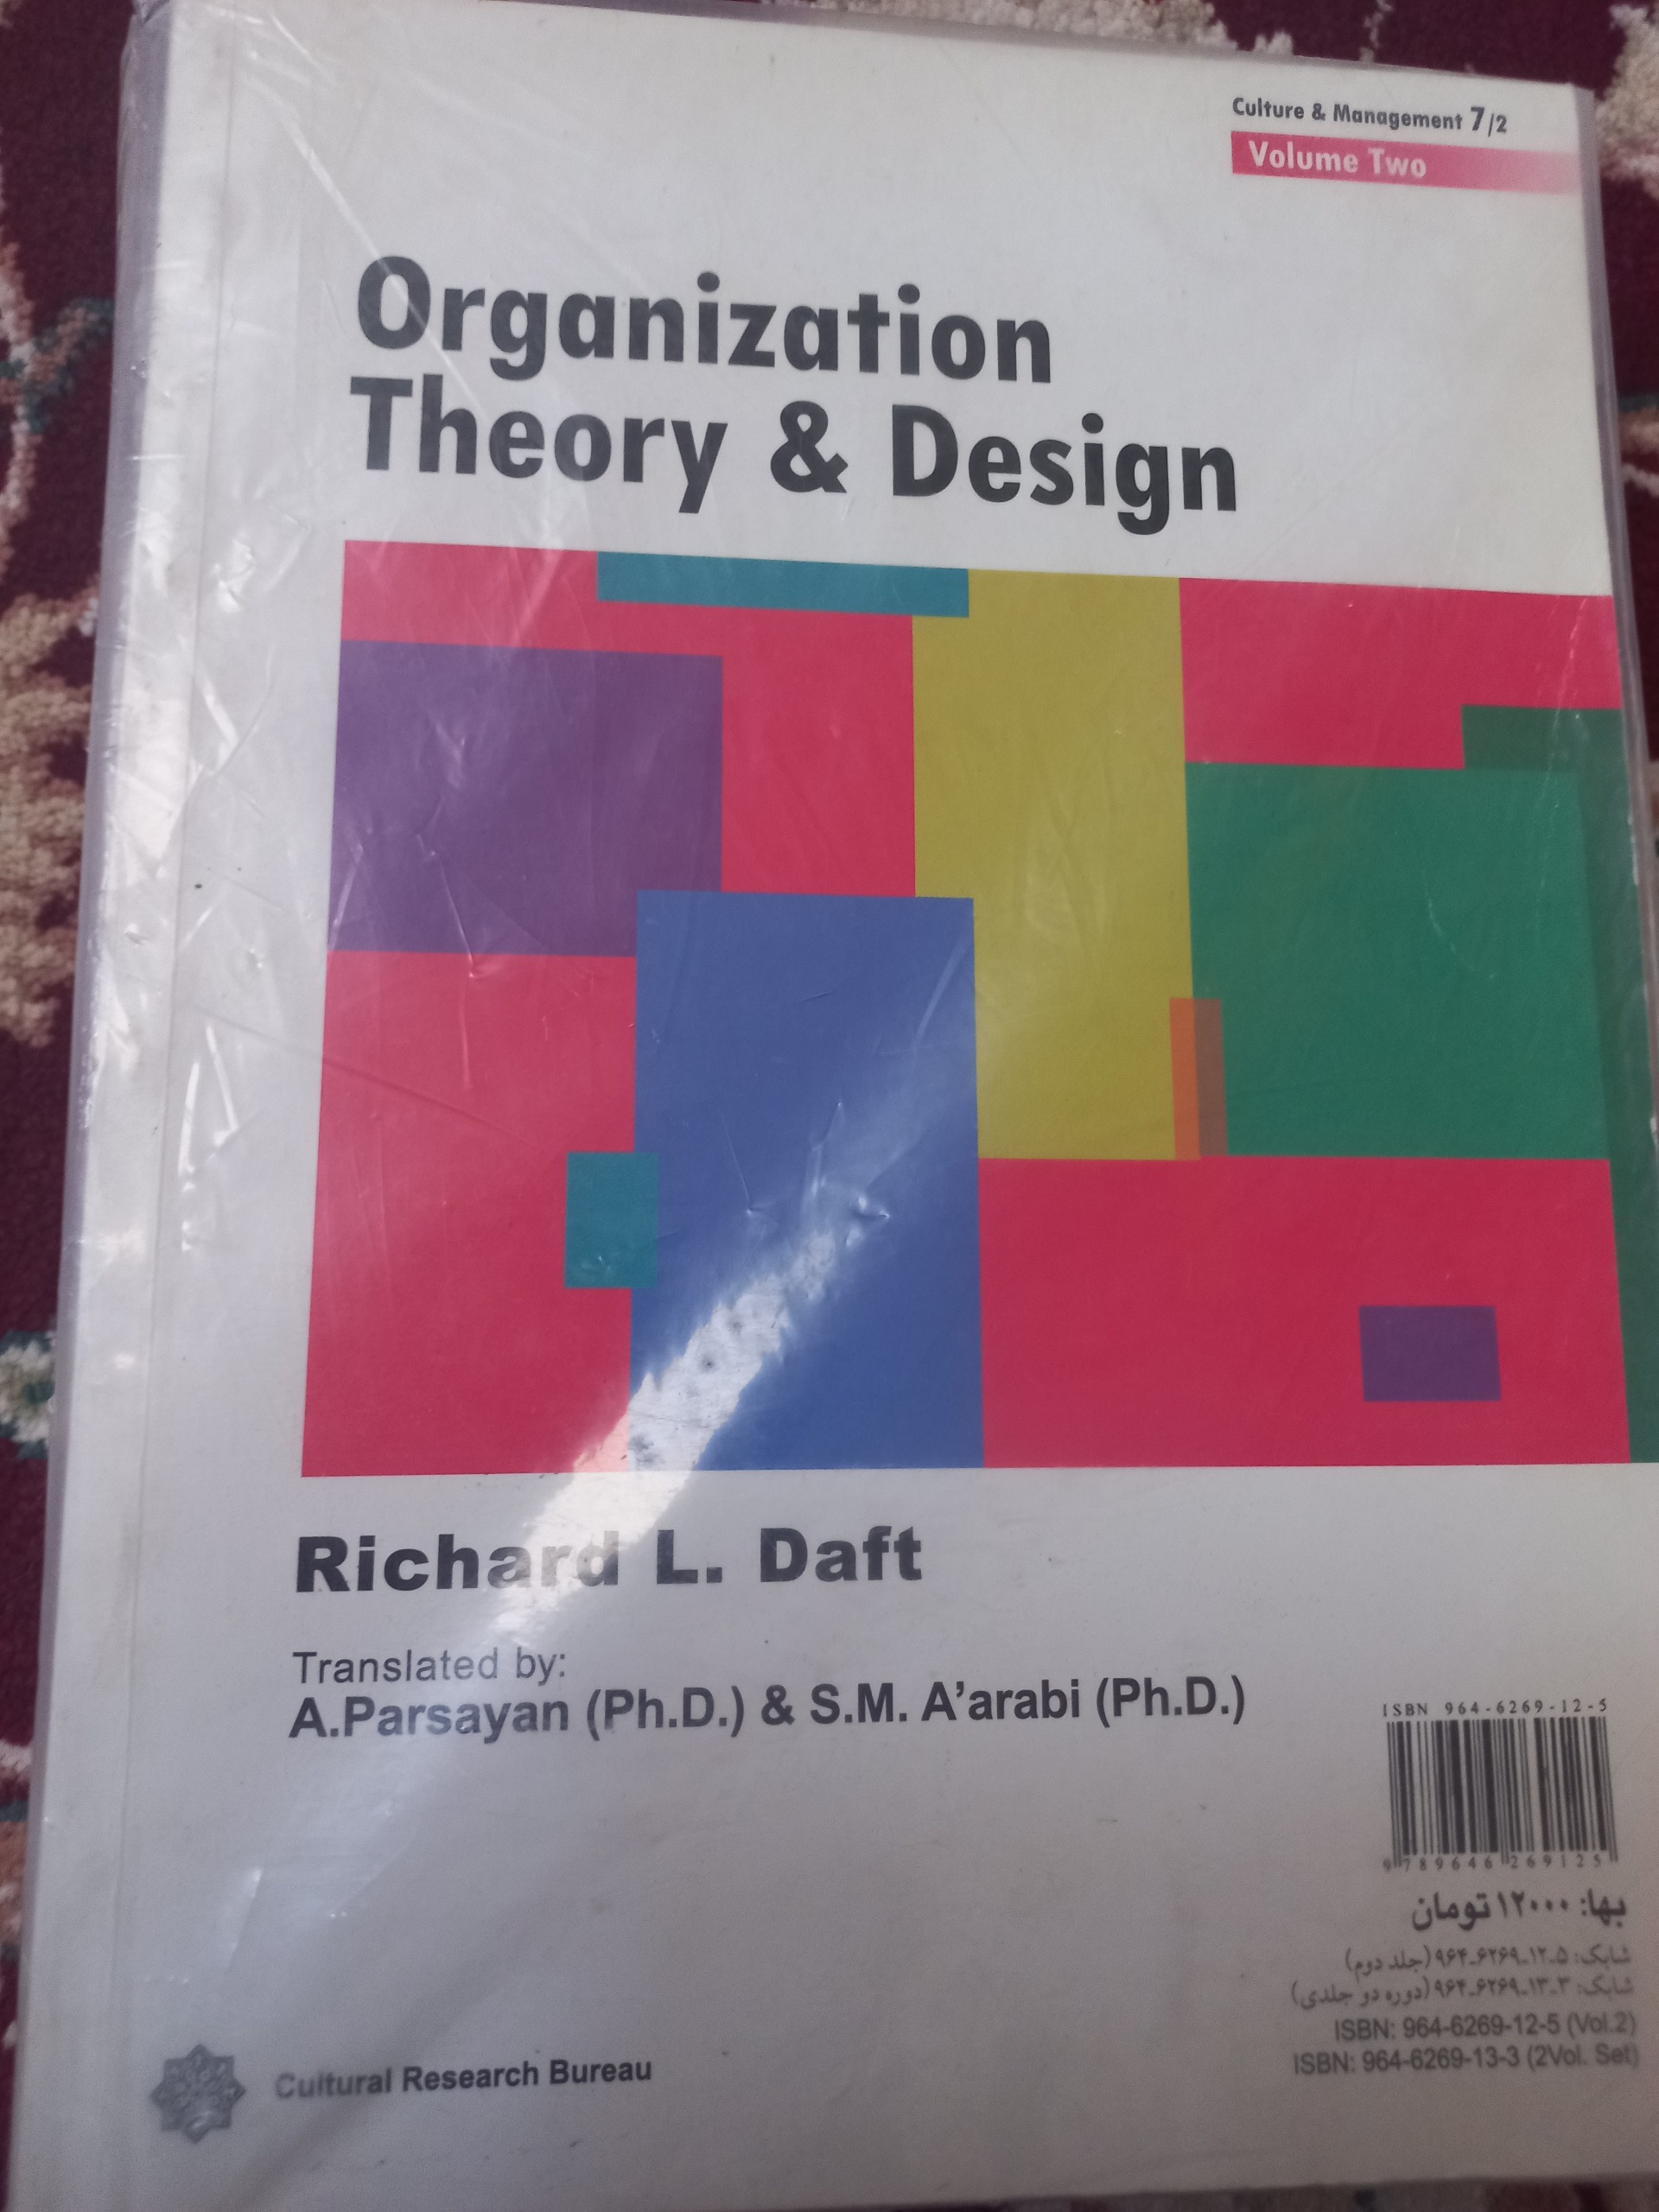 Culture & Management 7/2
Volume Two
Organization
Theory & Design
Richard L. Daft
Translated by:
A.Parsayan (Ph.D.) & S.M. A’arabi (Ph.D.)
ISBN 964-6269-12-5
9 789646 269125
بها: ۱۲۰۰۰ تومان
شابک: ۵-۱۲-۶۲۶۹-۹۶۴ (جلد دوم)
شابک: ۳-۱۳-۶۲۶۹-۹۶۴ (دوره دو جلدی)
ISBN: 964-6269-12-5 (Vol.2)
ISBN: 964-6269-13-3 (2Vol. Set)
Cultural Research Bureau